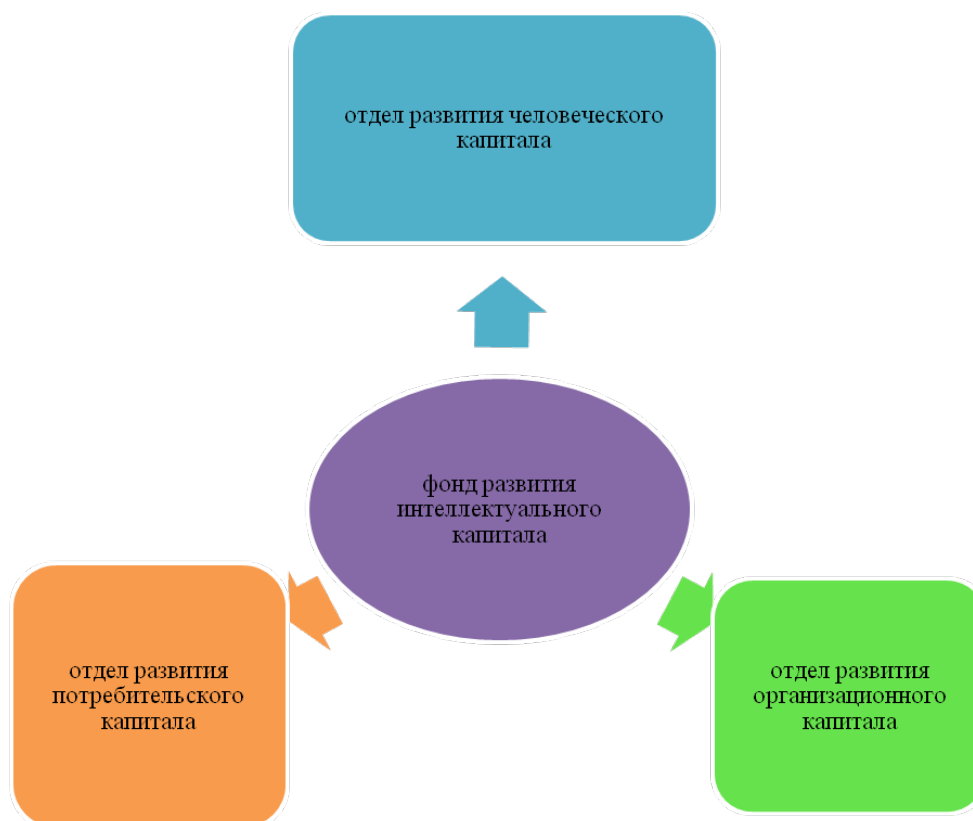 отдел развития человеческого
капитала
фонд развития
интеллектуального
капитала
отдел развития
потребительского
капитала
отдел развития
организационного
капитала